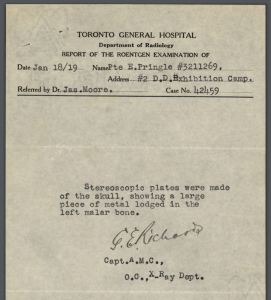 TORONTO GENERAL HOSPITAL
Department of Radiology
REPORT OF THE ROENTGEN EXAMINATION OF
Date Jan 18/19 Name Pte E.Pringle #3211269.
Address #2 D.D.Exhibition Camp.
Referred by Dr. Jas.Moore. Case No. 42459
Stereoscopic plates were made
of the skull, showing a large
piece of metal lodged in the
left malar bone.
G.E.Richards
Capt.A.M.C.,
O.C.,X-Ray Dept.